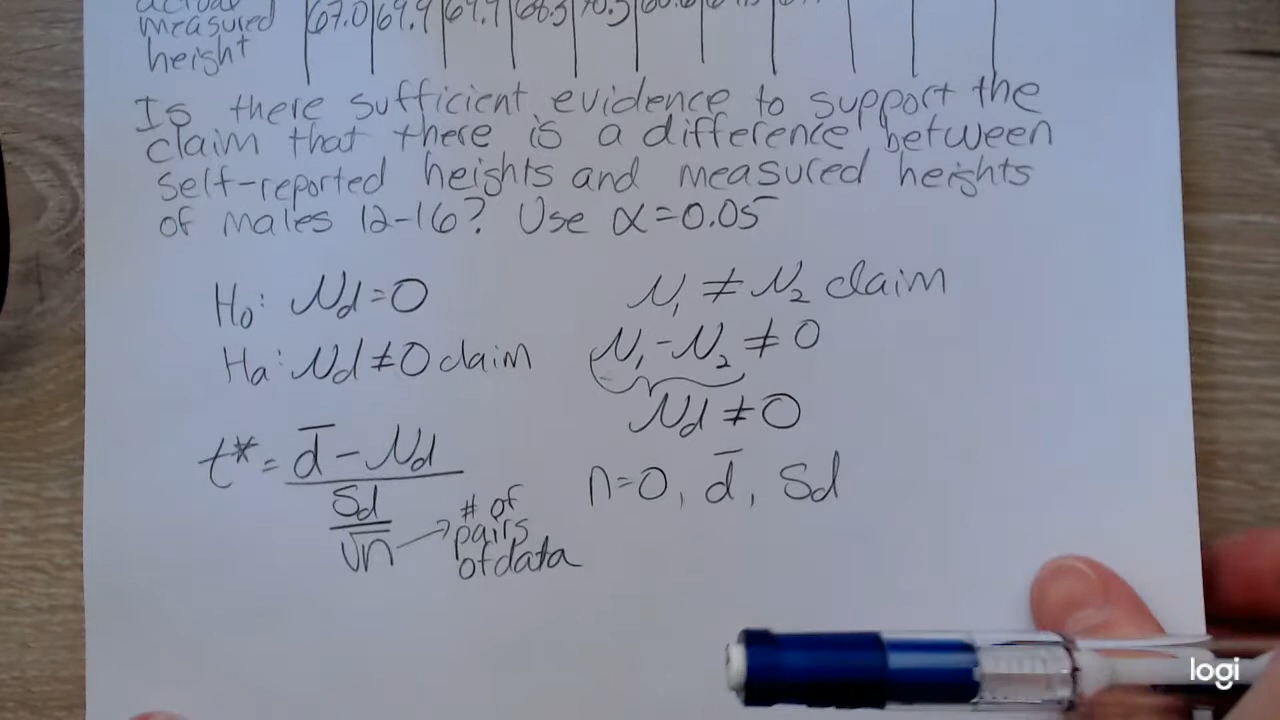 measured 67.0 69.9
height
Is there sufficient evidence to support the
claim that there is a difference between
self-reported heights and measured heights
of males 12-16? Use α=0.05
H₀: μd=0
Ha: μd≠0 claim
μ₁ ≠ μ₂ claim
μ₁-μ₂ ≠ 0
μd ≠ 0
t* = d̄ - μd
sd
√n → # of
pairs
of data
n=0, d̄, Sd
logi